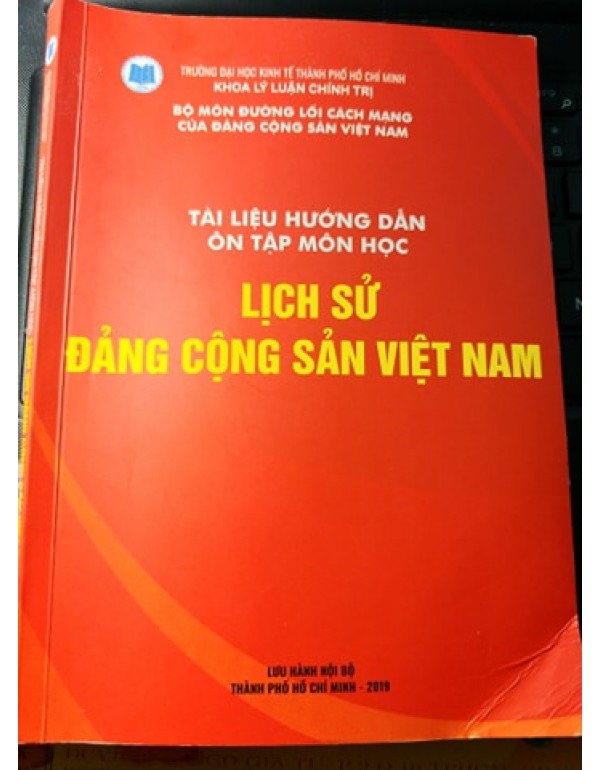 TRƯỜNG ĐẠI HỌC KINH TẾ THÀNH PHỐ HỒ CHÍ MINH
KHOA LÝ LUẬN CHÍNH TRỊ
BỘ MÔN ĐƯỜNG LỐI CÁCH MẠNG
CỦA ĐẢNG CỘNG SẢN VIỆT NAM
TÀI LIỆU HƯỚNG DẪN
ÔN TẬP MÔN HỌC
LỊCH SỬ
ĐẢNG CỘNG SẢN VIỆT NAM
LƯU HÀNH NỘI BỘ
THÀNH PHỐ HỒ CHÍ MINH - 2019